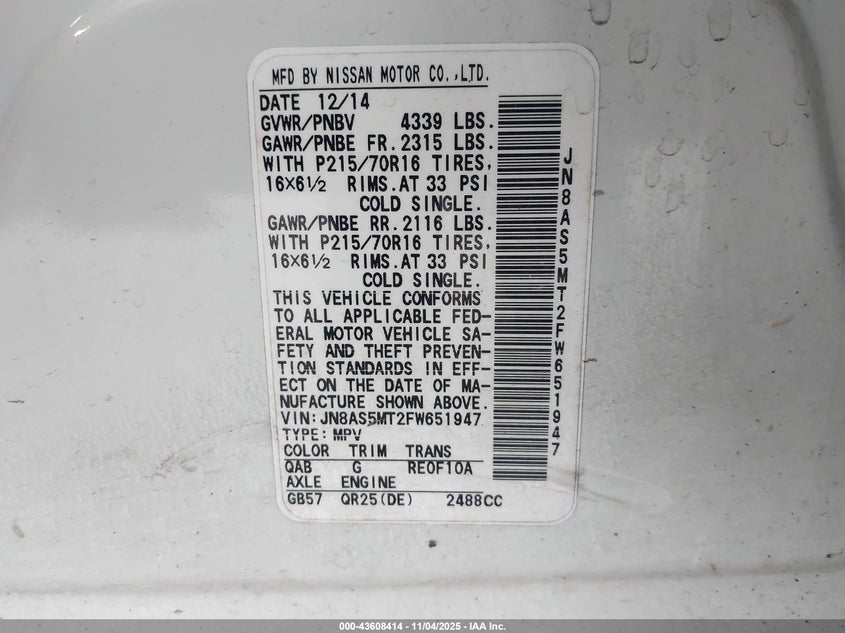 MFD BY NISSAN MOTOR CO.,LTD.
DATE 12/14
GVWR/PNBV 4339 LBS.
GAWR/PNBE FR.2315 LBS.
WITH P215/70R16 TIRES,
16×6½ RIMS.AT 33 PSI
COLD SINGLE.
GAWR/PNBE RR.2116 LBS.
WITH P215/70R16 TIRES,
16×6½ RIMS.AT 33 PSI
COLD SINGLE.
THIS VEHICLE CONFORMS
TO ALL APPLICABLE FED-
ERAL MOTOR VEHICLE SA-
FETY AND THEFT PREVEN-
TION STANDARDS IN EFF-
ECT ON THE DATE OF MA-
NUFACTURE SHOWN ABOVE.
VIN:JN8AS5MT2FW651947
TYPE:MPV
COLOR TRIM TRANS
QAB G RE0F10A
AXLE ENGINE
GB57 QR25(DE) 2488CC
JN8AS5MT2FW651947
000-43608414 - 11/04/2025 - IAA Inc.